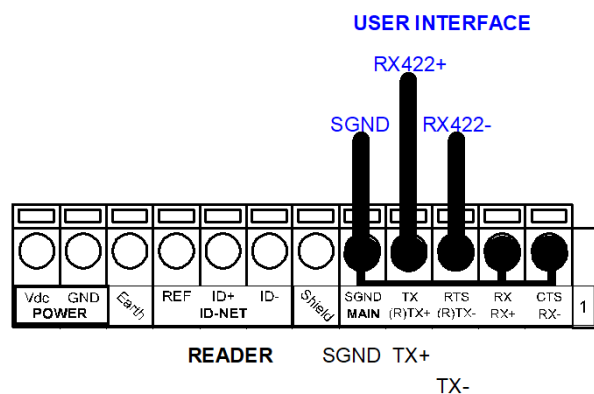 USER INTERFACE
RX422+
SGND RX422-
Vdc GND Earth REF ID+ ID- Shield SGND TX RTS RX CTS 1
POWER ID-NET MAIN (R)TX+ (R)TX- RX+ RX-
READER SGND TX+
TX-